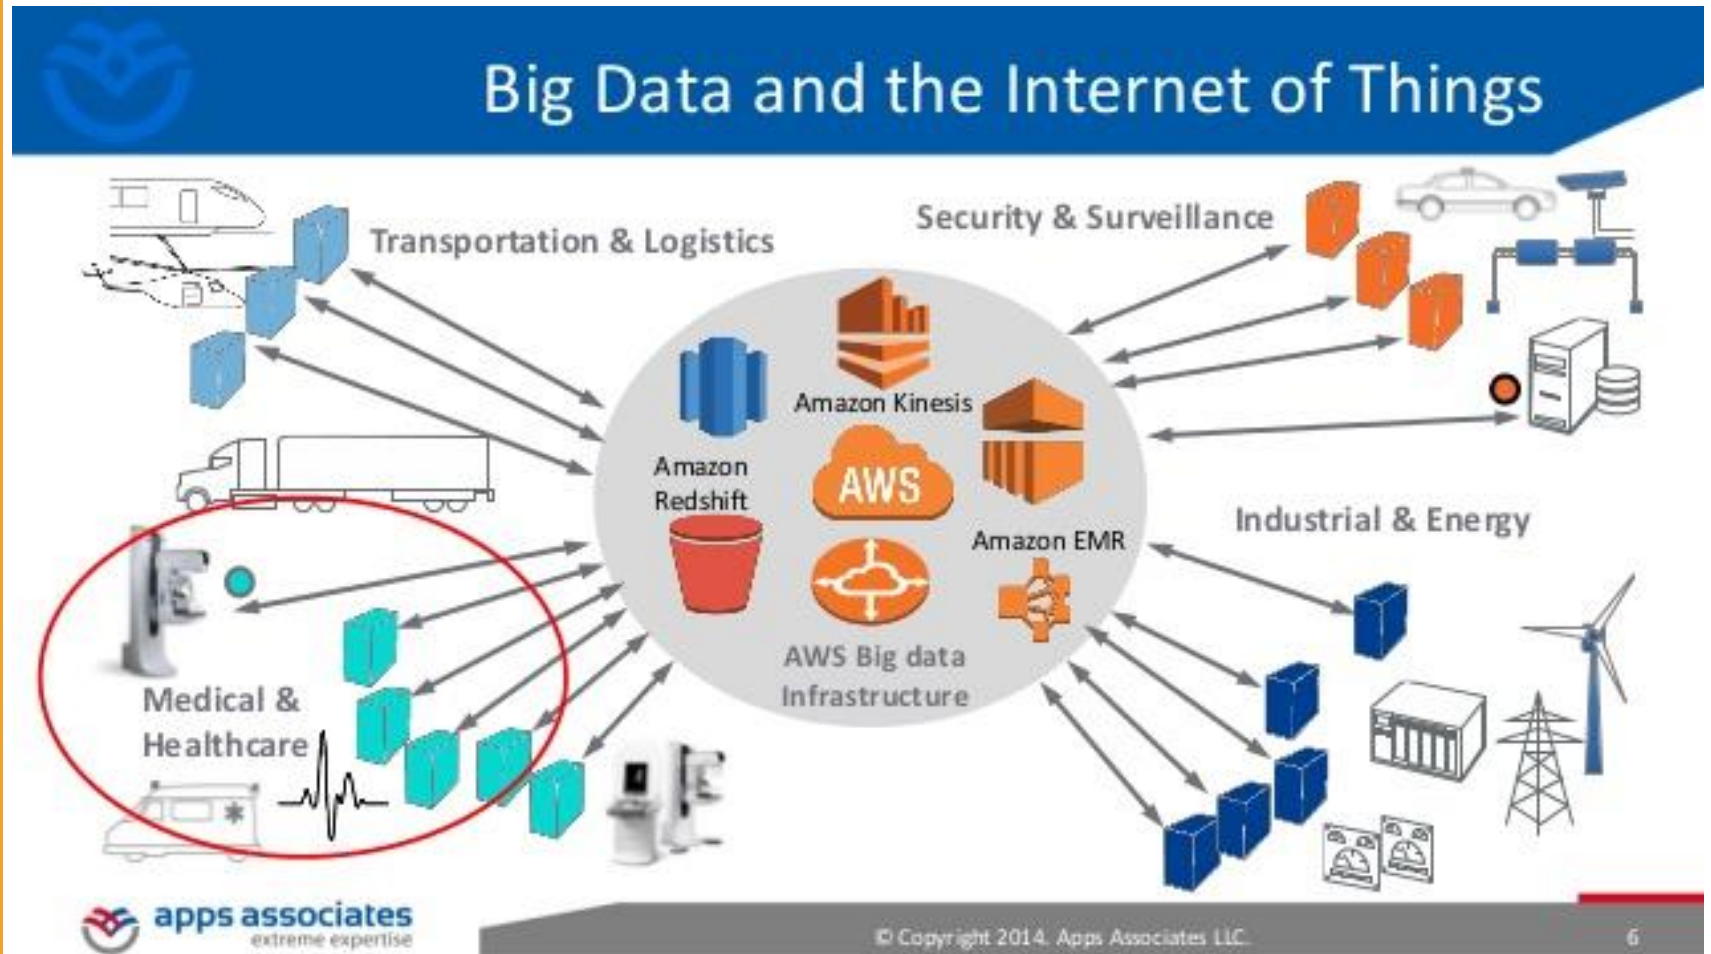 Big Data and the Internet of Things
Transportation & Logistics
Security & Surveillance
Amazon Kinesis
Amazon
Redshift
AWS
Amazon EMR
Industrial & Energy
AWS Big data
Infrastructure
Medical &
Healthcare
apps associates
extreme expertise
© Copyright 2014. Apps Associates LLC.
6